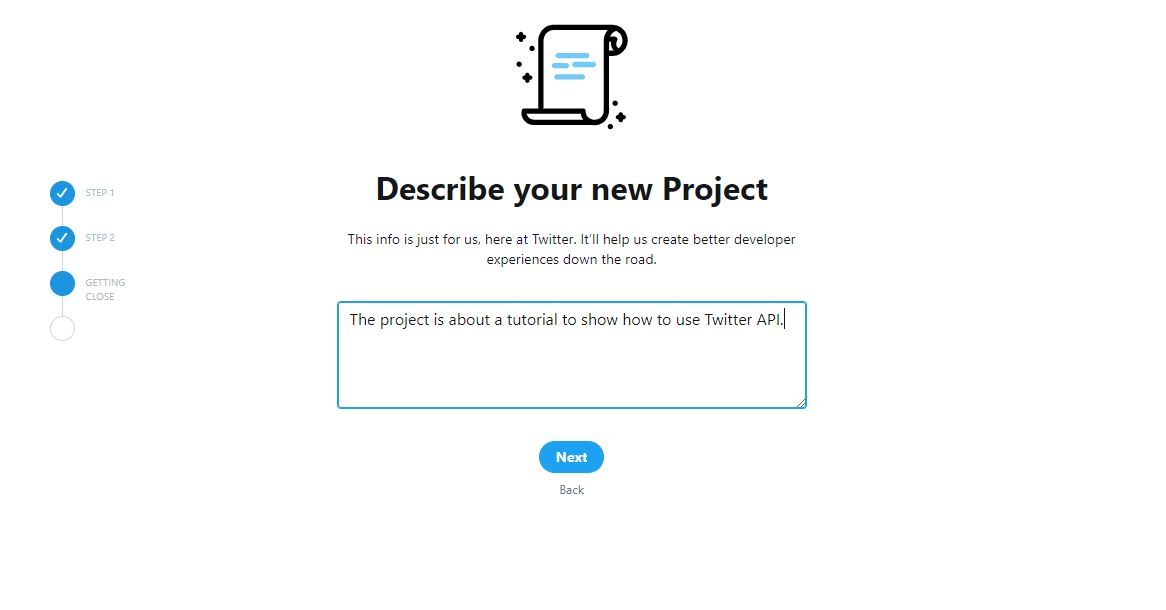 Describe your new Project
This info is just for us, here at Twitter. It'll help us create better developer
experiences down the road.
STEP 1
STEP 2
GETTING
CLOSE
The project is about a tutorial to show how to use Twitter API.
Next
Back